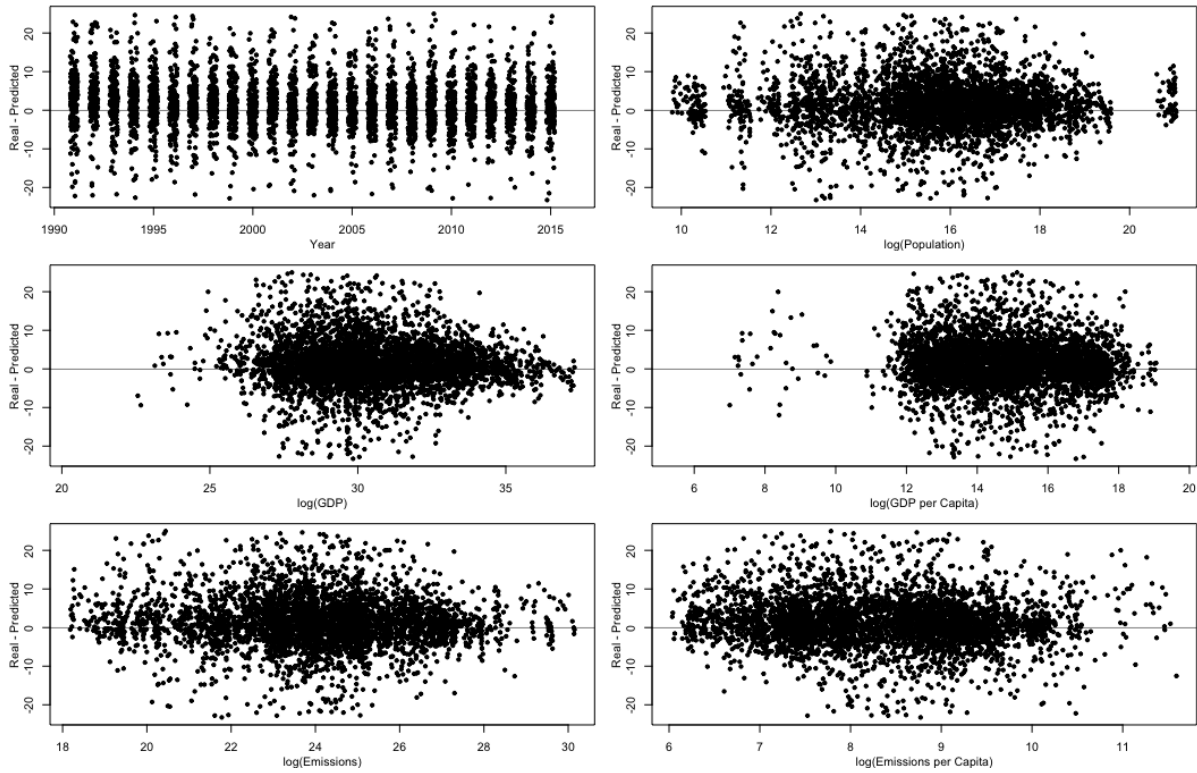 Real - Predicted
20
10
0
-10
-20
1990 1995 2000 2005 2010 2015
Year
Real - Predicted
20
10
0
-10
-20
10 12 14 16 18 20
log(Population)
Real - Predicted
20
10
0
-10
-20
20 25 30 35
log(GDP)
Real - Predicted
20
10
0
-10
-20
6 8 10 12 14 16 18 20
log(GDP per Capita)
Real - Predicted
20
10
0
-10
-20
18 20 22 24 26 28 30
log(Emissions)
Real - Predicted
20
10
0
-10
-20
6 7 8 9 10 11
log(Emissions per Capita)